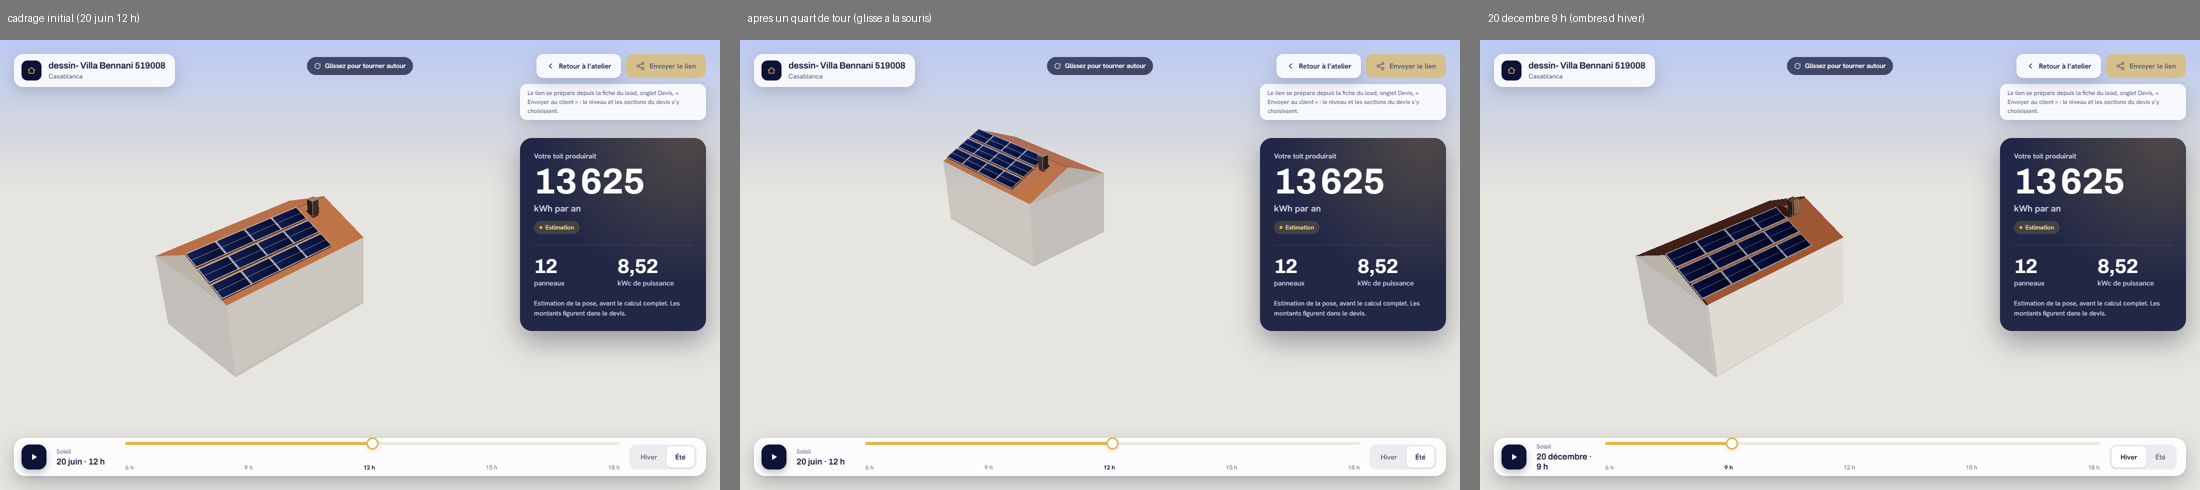 cadrage initial (20 juin 12 h)
dessin- Villa Bennani 519008
Casablanca
Glissez pour tourner autour
Retour à l'atelier
Envoyer le lien
Le lien se prépare depuis la fiche du lead, onglet Devis, «
Envoyer au client » : le niveau et les sections du devis s'y
choisissent.
Votre toit produirait
13 625
kWh par an
Estimation
12
panneaux
8,52
kWc de puissance
Estimation de la pose, avant le calcul complet. Les
montants figurent dans le devis.
Soleil
20 juin · 12 h
6 h
9 h
12 h
15 h
18 h
Hiver
Été
apres un quart de tour (glisse a la souris)
dessin- Villa Bennani 519008
Casablanca
Glissez pour tourner autour
Retour à l'atelier
Envoyer le lien
Le lien se prépare depuis la fiche du lead, onglet Devis, «
Envoyer au client » : le niveau et les sections du devis s'y
choisissent.
Votre toit produirait
13 625
kWh par an
Estimation
12
panneaux
8,52
kWc de puissance
Estimation de la pose, avant le calcul complet. Les
montants figurent dans le devis.
Soleil
20 juin · 12 h
6 h
9 h
12 h
15 h
18 h
Hiver
Été
20 decembre 9 h (ombres d hiver)
dessin- Villa Bennani 519008
Casablanca
Glissez pour tourner autour
Retour à l'atelier
Envoyer le lien
Le lien se prépare depuis la fiche du lead, onglet Devis, «
Envoyer au client » : le niveau et les sections du devis s'y
choisissent.
Votre toit produirait
13 625
kWh par an
Estimation
12
panneaux
8,52
kWc de puissance
Estimation de la pose, avant le calcul complet. Les
montants figurent dans le devis.
Soleil
20 décembre ·
9 h
6 h
9 h
12 h
15 h
18 h
Hiver
Été